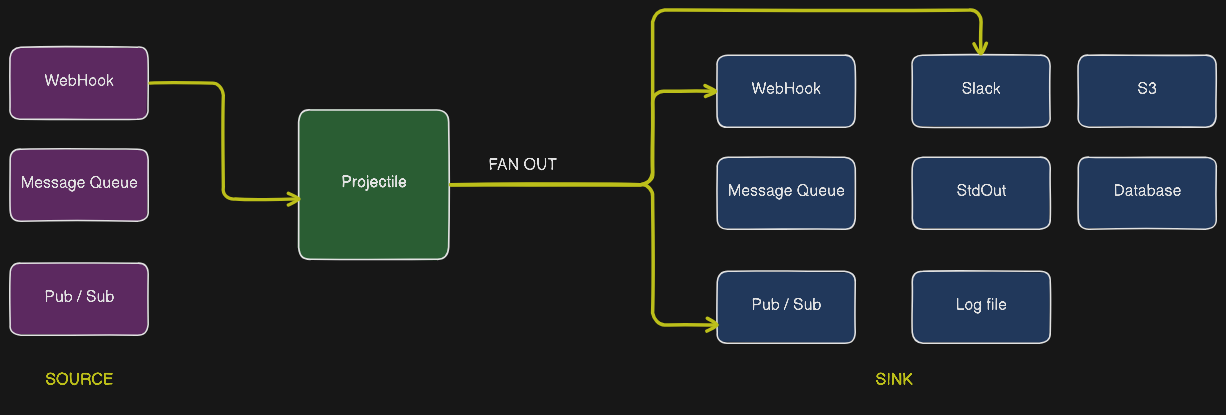 WebHook
Message Queue
Pub / Sub
SOURCE
Projectile
FAN OUT
WebHook
Slack
S3
Message Queue
StdOut
Database
Pub / Sub
Log file
SINK